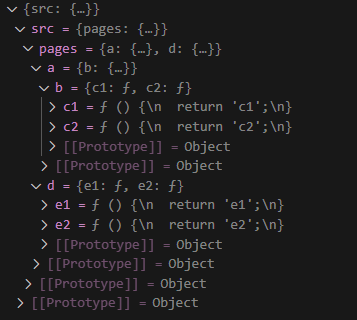 {src: {…}}
src = {pages: {…}}
pages = {a: {…}, d: {…}}
a = {b: {…}}
b = {c1: ƒ, c2: ƒ}
c1 = ƒ () {\n  return 'c1';\n}
c2 = ƒ () {\n  return 'c2';\n}
[[Prototype]] = Object
[[Prototype]] = Object
d = {e1: ƒ, e2: ƒ}
e1 = ƒ () {\n  return 'e1';\n}
e2 = ƒ () {\n  return 'e2';\n}
[[Prototype]] = Object
[[Prototype]] = Object
[[Prototype]] = Object
[[Prototype]] = Object